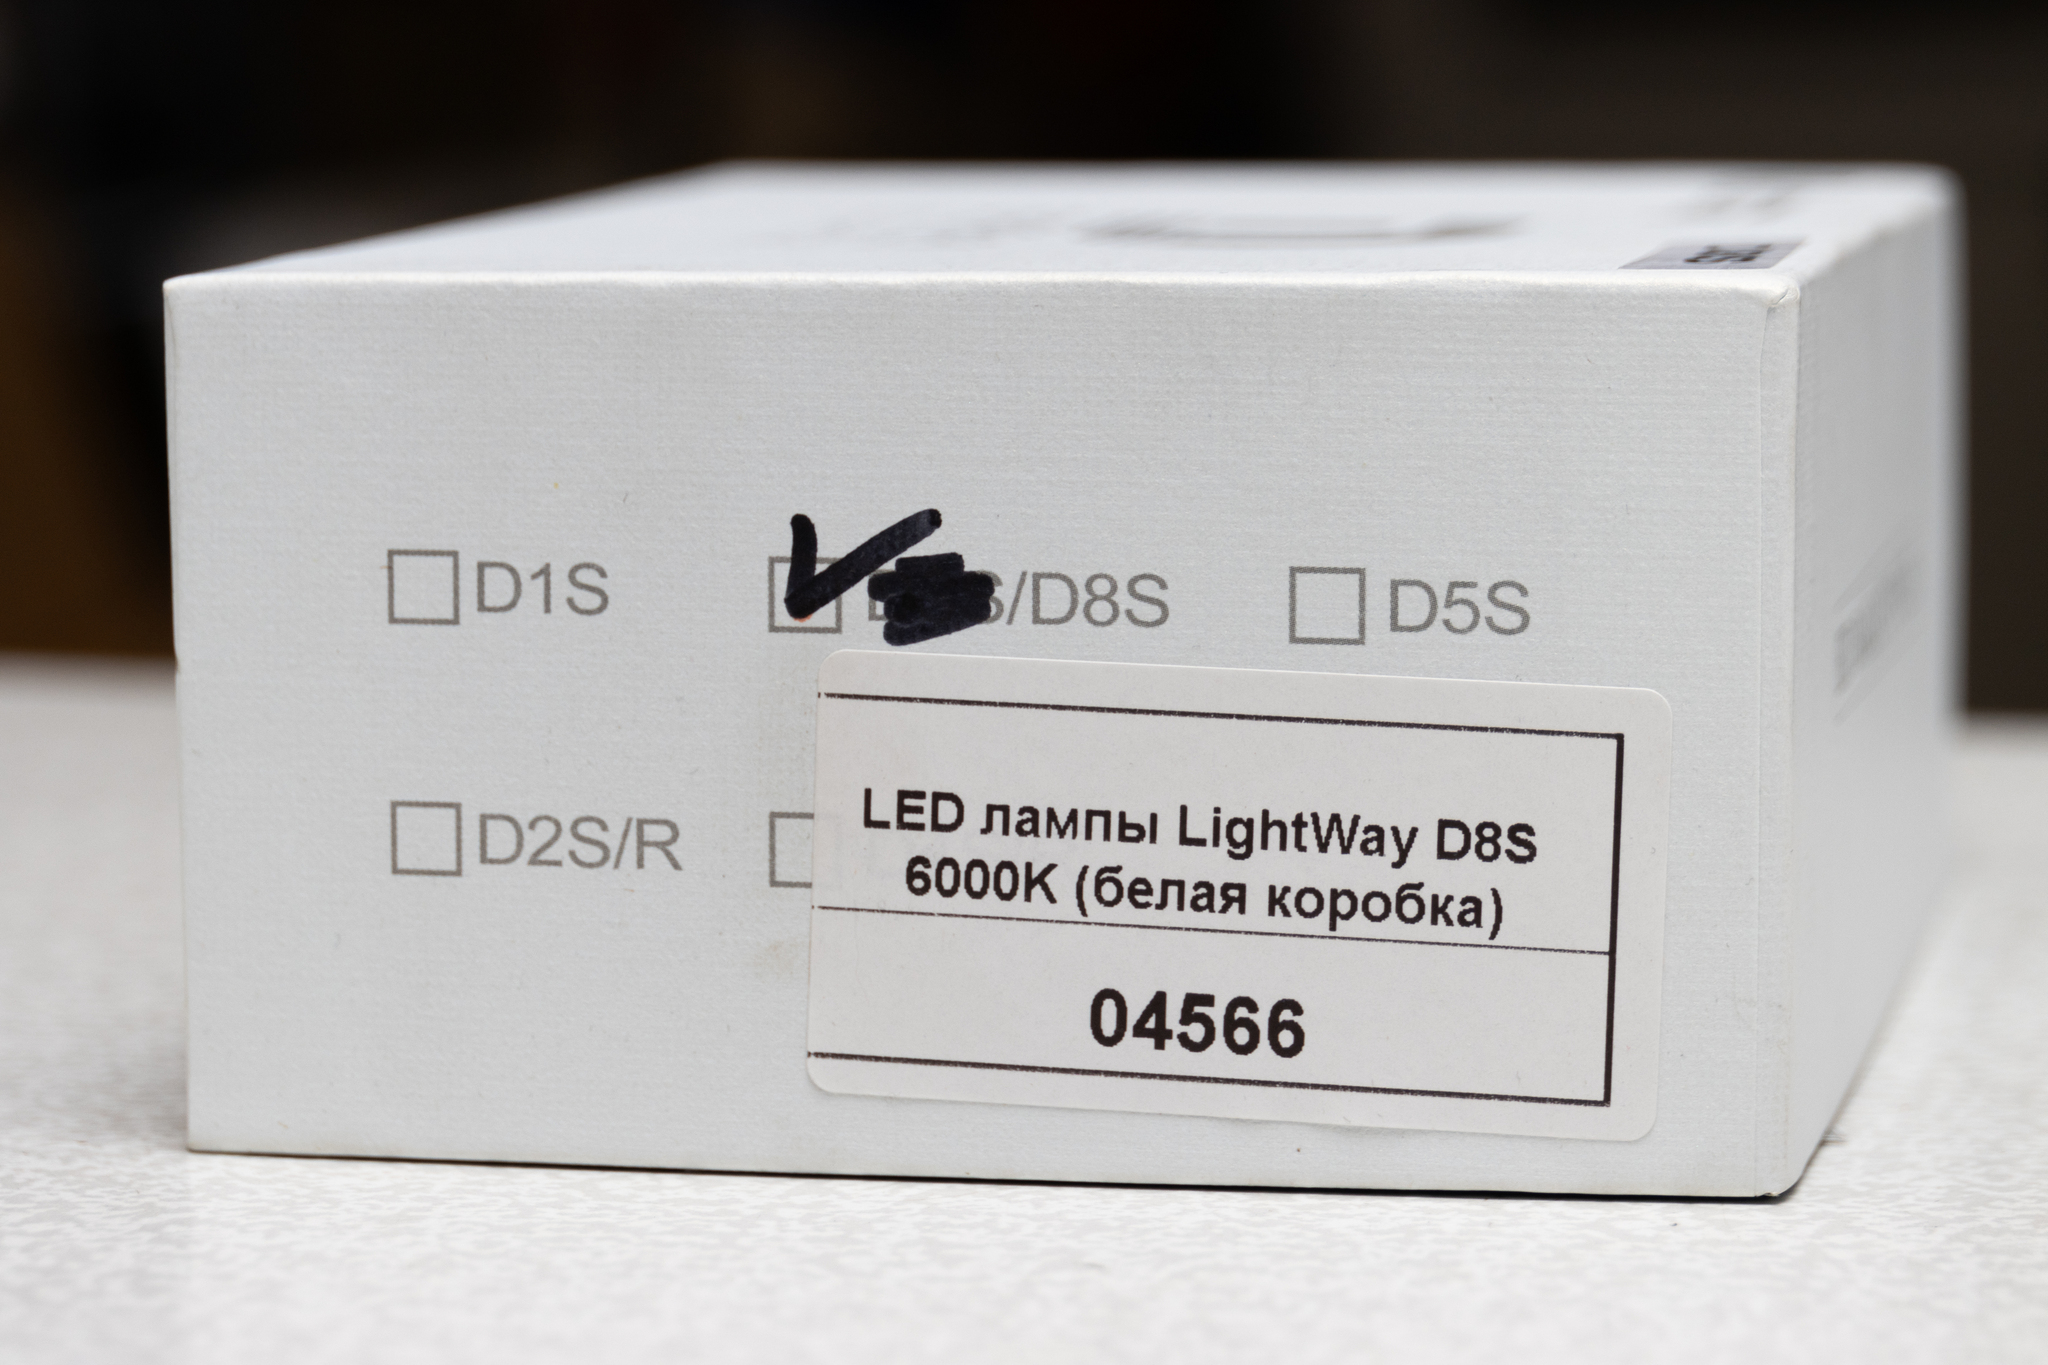 D1S
S/D8S
D5S
D2S/R
LED лампы LightWay D8S
6000K (белая коробка)
04566